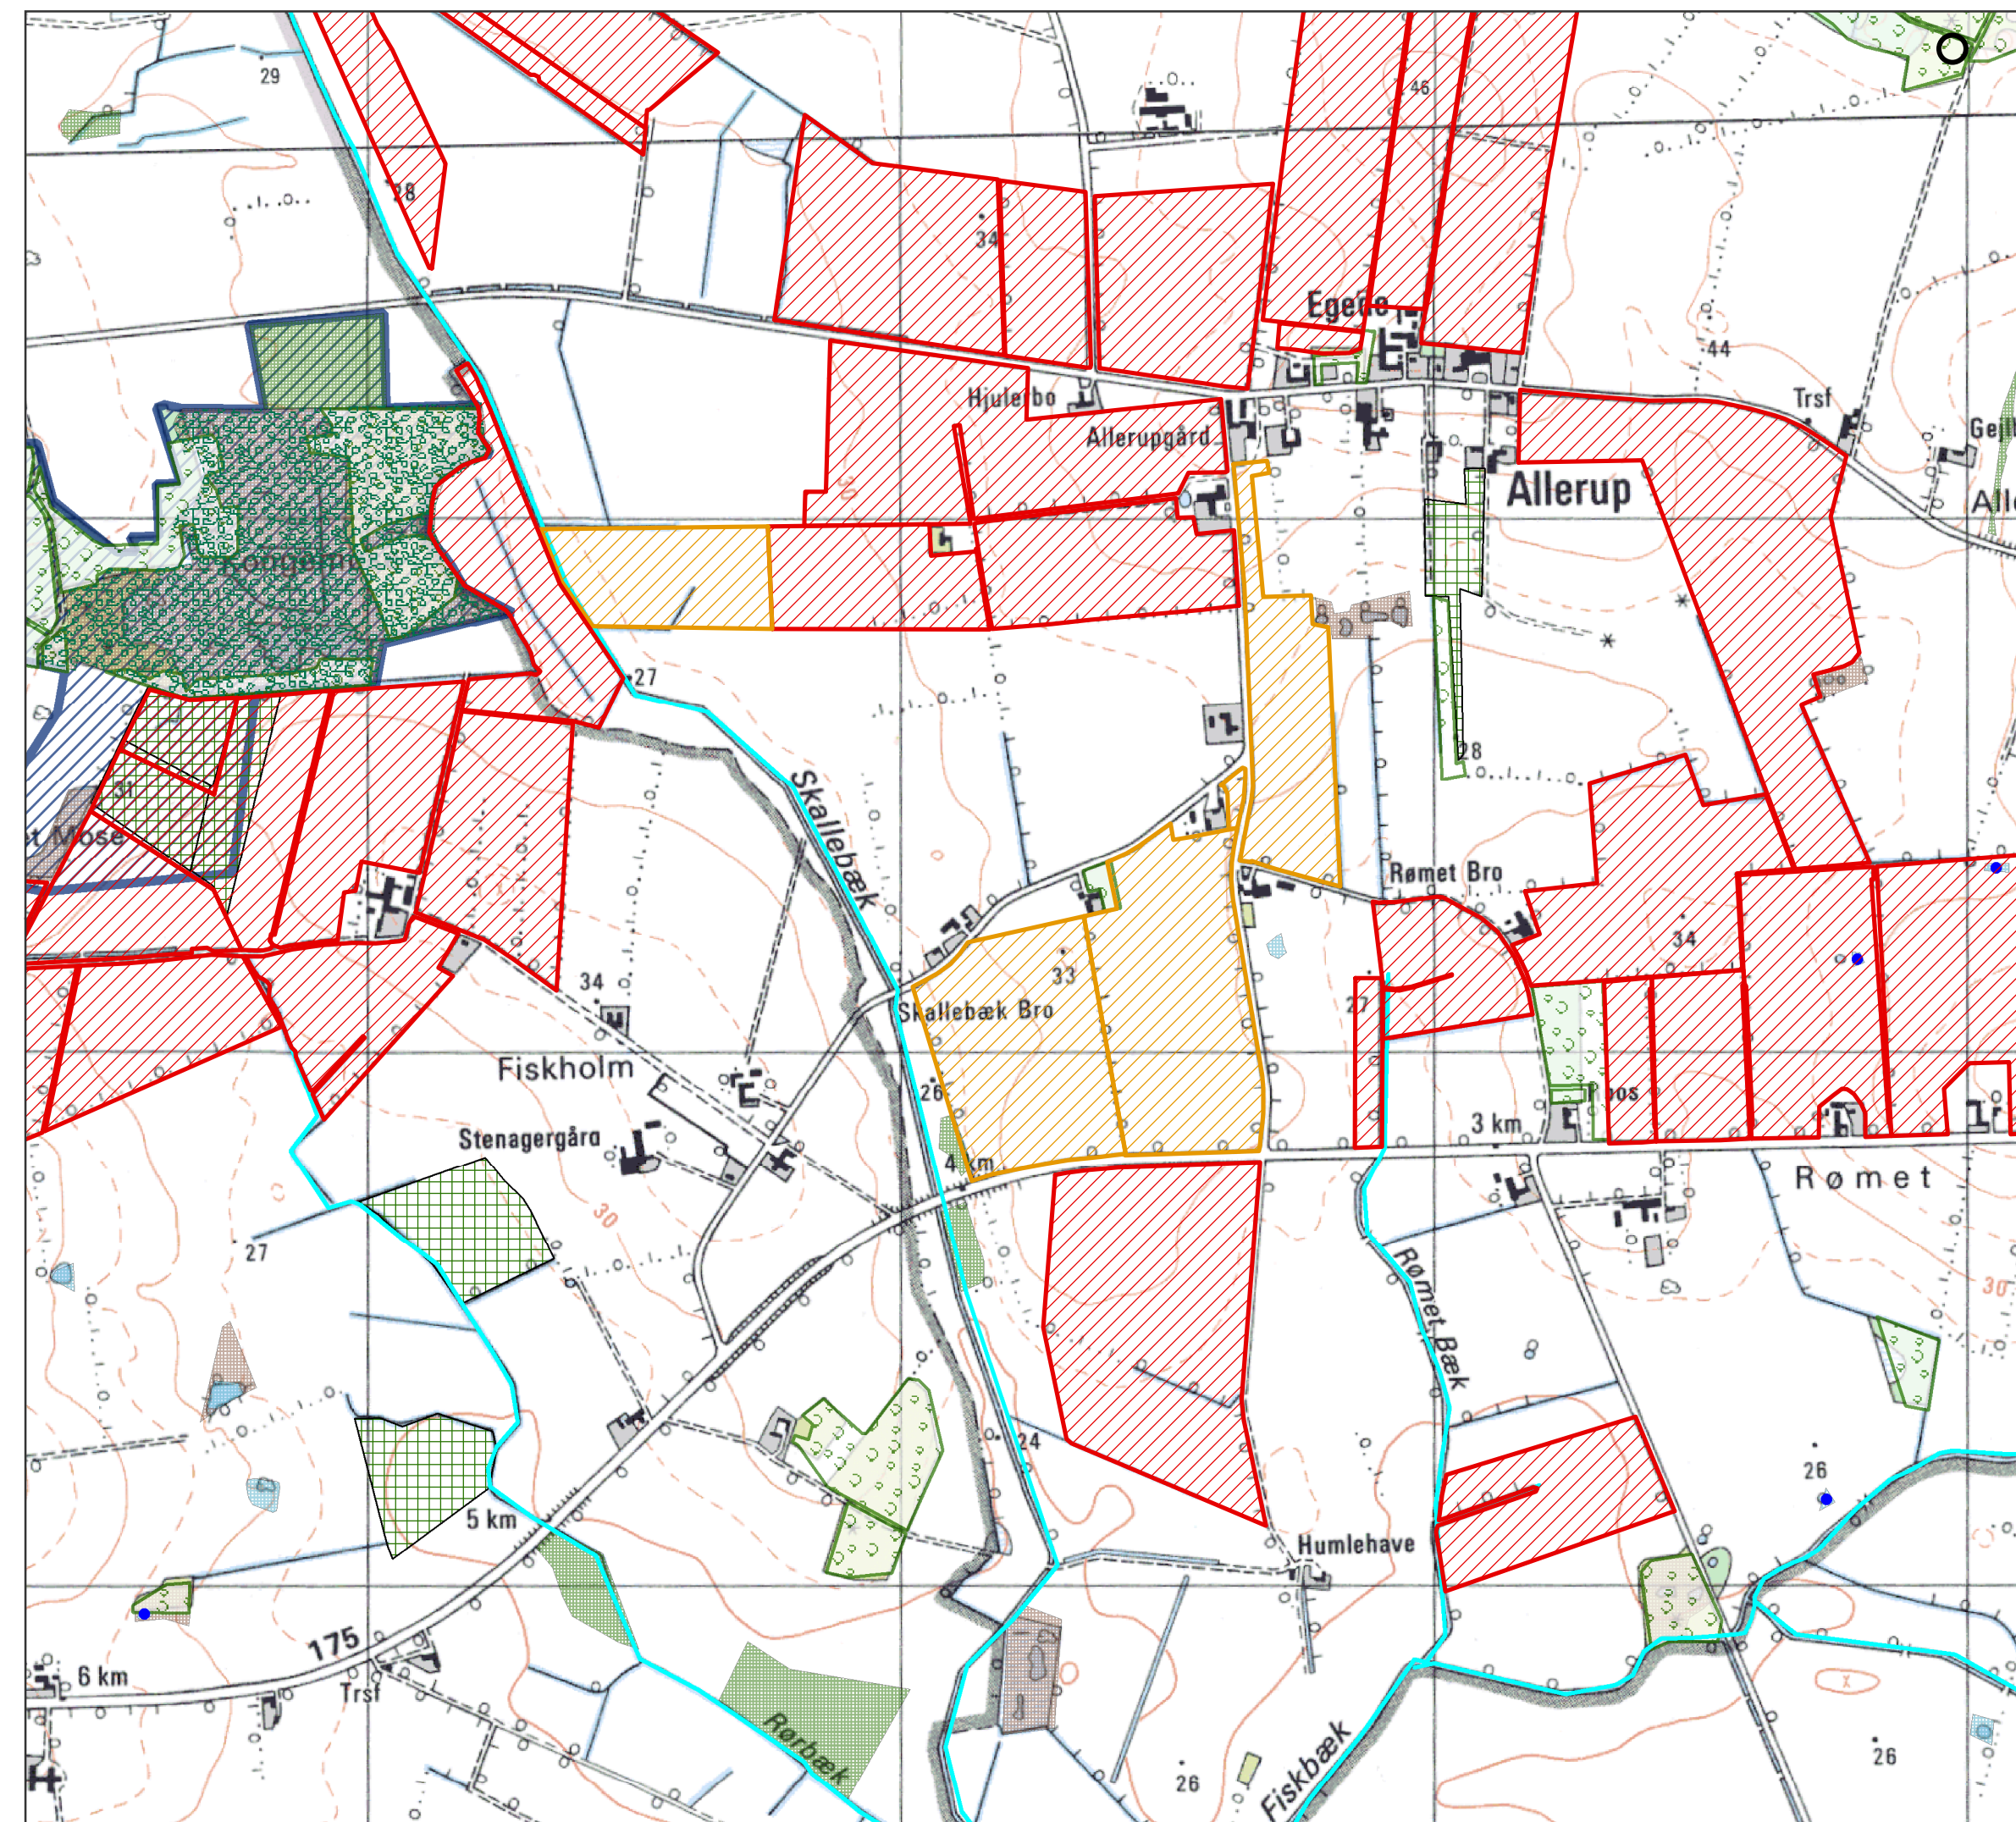 29
46
28
34
Egede
44
Hjulerbo
Trsf
Allerupgård
30
Allerup
27
28
31
et Mose
Skallebæk
Rømet Bro
34
33
34
Skallebæk Bro
27
Fiskholm
26
3 km
Stenagergård
4 km
Rømet
30
27
Rømet Bæk
30
24
26
5 km
Humlehave
175
6 km
Trsf
Rørbæk
26
Fiskbæk
26